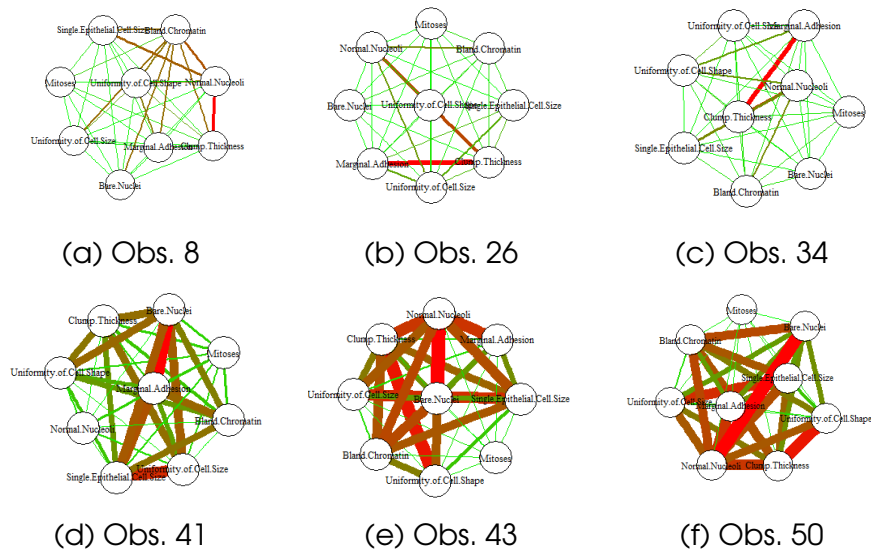 Single.Epithelial.Cell.Size
Bland.Chromatin
Mitoses
Uniformity.of.Cell.Shape
Normal.Nucleoli
Uniformity.of.Cell.Size
Marginal.Adhesion
Clump.Thickness
Bare.Nuclei
(a) Obs. 8
Mitoses
Normal.Nucleoli
Bland.Chromatin
Bare.Nuclei
Uniformity.of.Cell.Shape
Single.Epithelial.Cell.Size
Marginal.Adhesion
Clump.Thickness
Uniformity.of.Cell.Size
(b) Obs. 26
Uniformity.of.Cell.Size
Marginal.Adhesion
Uniformity.of.Cell.Shape
Normal.Nucleoli
Mitoses
Clump.Thickness
Single.Epithelial.Cell.Size
Bare.Nuclei
Bland.Chromatin
(c) Obs. 34
Bare.Nuclei
Clump.Thickness
Mitoses
Uniformity.of.Cell.Shape
Marginal.Adhesion
Bland.Chromatin
Normal.Nucleoli
Uniformity.of.Cell.Size
Single.Epithelial.Cell.Size
(d) Obs. 41
Normal.Nucleoli
Clump.Thickness
Marginal.Adhesion
Uniformity.of.Cell.Size
Bare.Nuclei
Single.Epithelial.Cell.Size
Bland.Chromatin
Mitoses
Uniformity.of.Cell.Shape
(e) Obs. 43
Mitoses
Bare.Nuclei
Bland.Chromatin
Single.Epithelial.Cell.Size
Uniformity.of.Cell.Size
Marginal.Adhesion
Uniformity.of.Cell.Shape
Normal.Nucleoli
Clump.Thickness
(f) Obs. 50